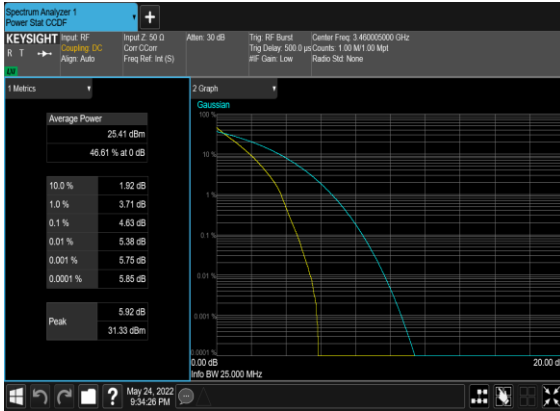 Spectrum Analyzer 1
Power Stat CCDF
KEYSIGHT
R T
LV
Input: RF
Coupling: DC
Align: Auto
Input Z: 50 Ω
Corr CCorr
Freq Ref: Int (S)
Atten: 30 dB
Trig: RF Burst
Trig Delay: 500.0 µs
#IF Gain: Low
Center Freq: 3.460005000 GHz
Counts: 1.00 M/1.00 Mpt
Radio Std: None
1 Metrics
Average Power
25.41 dBm
46.61 % at 0 dB
10.0 % 1.92 dB
1.0 % 3.71 dB
0.1 % 4.63 dB
0.01 % 5.38 dB
0.001 % 5.75 dB
0.0001 % 5.85 dB
Peak
5.92 dB
31.33 dBm
2 Graph
Gaussian
100 %
10 %
1 %
0.1 %
0.01 %
0.001 %
0.0001 %
0.00 dB
20.00 d
Info BW 25.000 MHz
?
May 24, 2022
9:34:26 PM